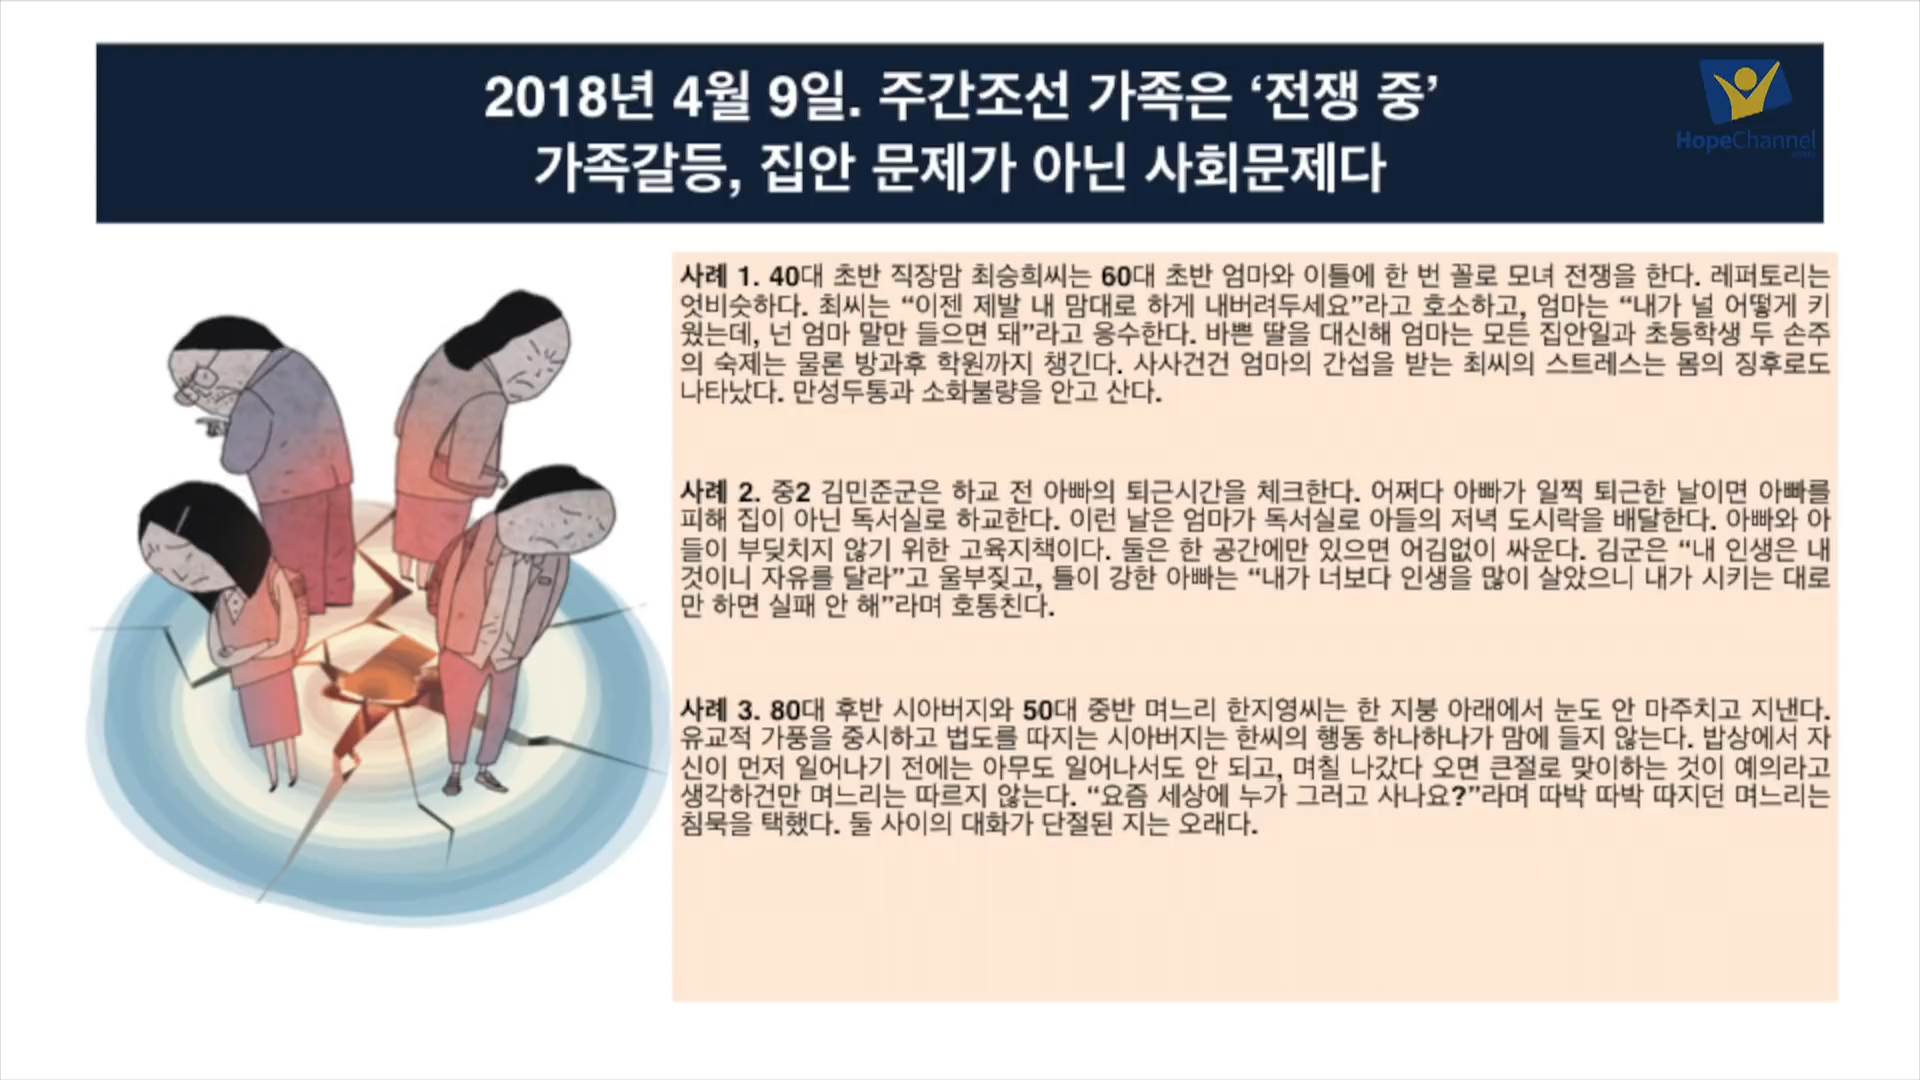 2018년 4월 9일. 주간조선 가족은 ‘전쟁 중’
가족갈등, 집안 문제가 아닌 사회문제다
HopeChannel
사례 1. 40대 초반 직장맘 최승희씨는 60대 초반 엄마와 이틀에 한 번 꼴로 모녀 전쟁을 한다. 레퍼토리는
엇비슷하다. 최씨는 “이젠 제발 내 맘대로 하게 내버려두세요”라고 호소하고, 엄마는 “내가 널 어떻게 키
웠는데, 넌 엄마 말만 들으면 돼”라고 응수한다. 바쁜 딸을 대신해 엄마는 모든 집안일과 초등학생 두 손주
의 숙제는 물론 방과후 학원까지 챙긴다. 사사건건 엄마의 간섭을 받는 최씨의 스트레스는 몸의 징후로도
나타났다. 만성두통과 소화불량을 안고 산다.
사례 2. 중2 김민준군은 하교 전 아빠의 퇴근시간을 체크한다. 어쩌다 아빠가 일찍 퇴근한 날이면 아빠를
피해 집이 아닌 독서실로 하교한다. 이런 날은 엄마가 독서실로 아들의 저녁 도시락을 배달한다. 아빠와 아
들이 부딪치지 않기 위한 고육지책이다. 둘은 한 공간에만 있으면 어김없이 싸운다. 김군은 “내 인생은 내
것이니 자유를 달라”고 울부짖고, 틀이 강한 아빠는 “내가 너보다 인생을 많이 살았으니 내가 시키는 대로
만 하면 실패 안 해”라며 호통친다.
사례 3. 80대 후반 시아버지와 50대 중반 며느리 한지영씨는 한 지붕 아래에서 눈도 안 마주치고 지낸다.
유교적 가풍을 중시하고 법도를 따지는 시아버지는 한씨의 행동 하나하나가 맘에 들지 않는다. 밥상에서 자
신이 먼저 일어나기 전에는 아무도 일어나서도 안 되고, 며칠 나갔다 오면 큰절로 맞이하는 것이 예의라고
생각하건만 며느리는 따르지 않는다. “요즘 세상에 누가 그러고 사나요?”라며 따박 따박 따지던 며느리는
침묵을 택했다. 둘 사이의 대화가 단절된 지는 오래다.